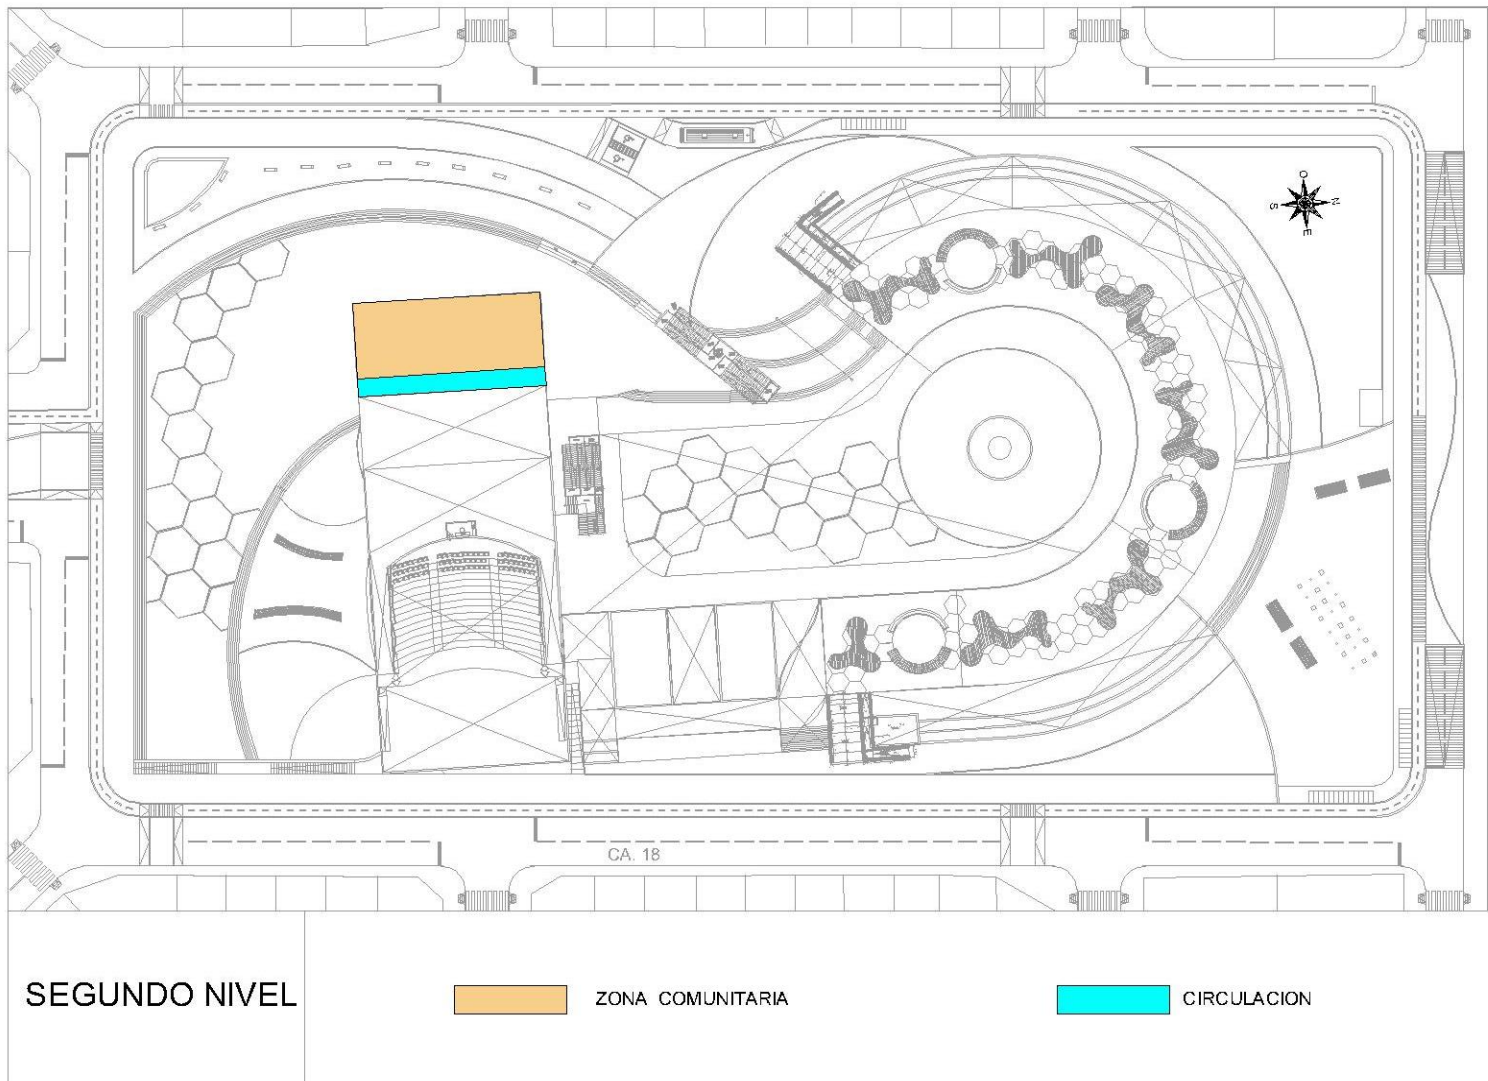 O
S
N
E
CA. 18
SEGUNDO NIVEL
ZONA COMUNITARIA
CIRCULACION